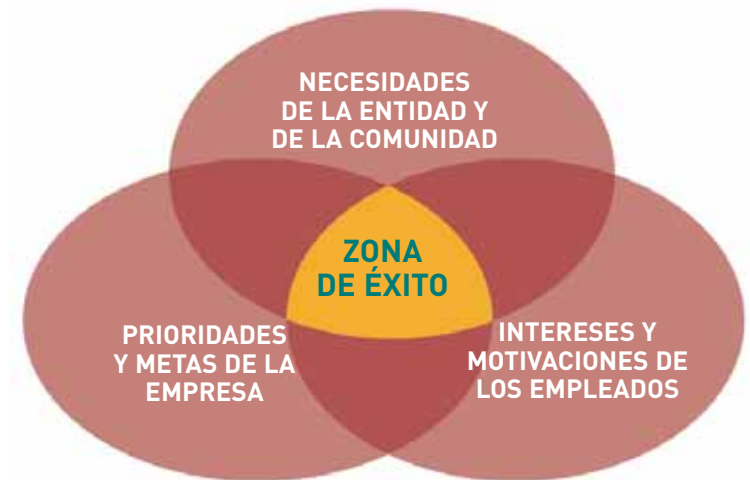 NECESIDADES
DE LA ENTIDAD Y
DE LA COMUNIDAD
ZONA
DE ÉXITO
PRIORIDADES
Y METAS DE LA
EMPRESA
INTERESES Y
MOTIVACIONES DE
LOS EMPLEADOS